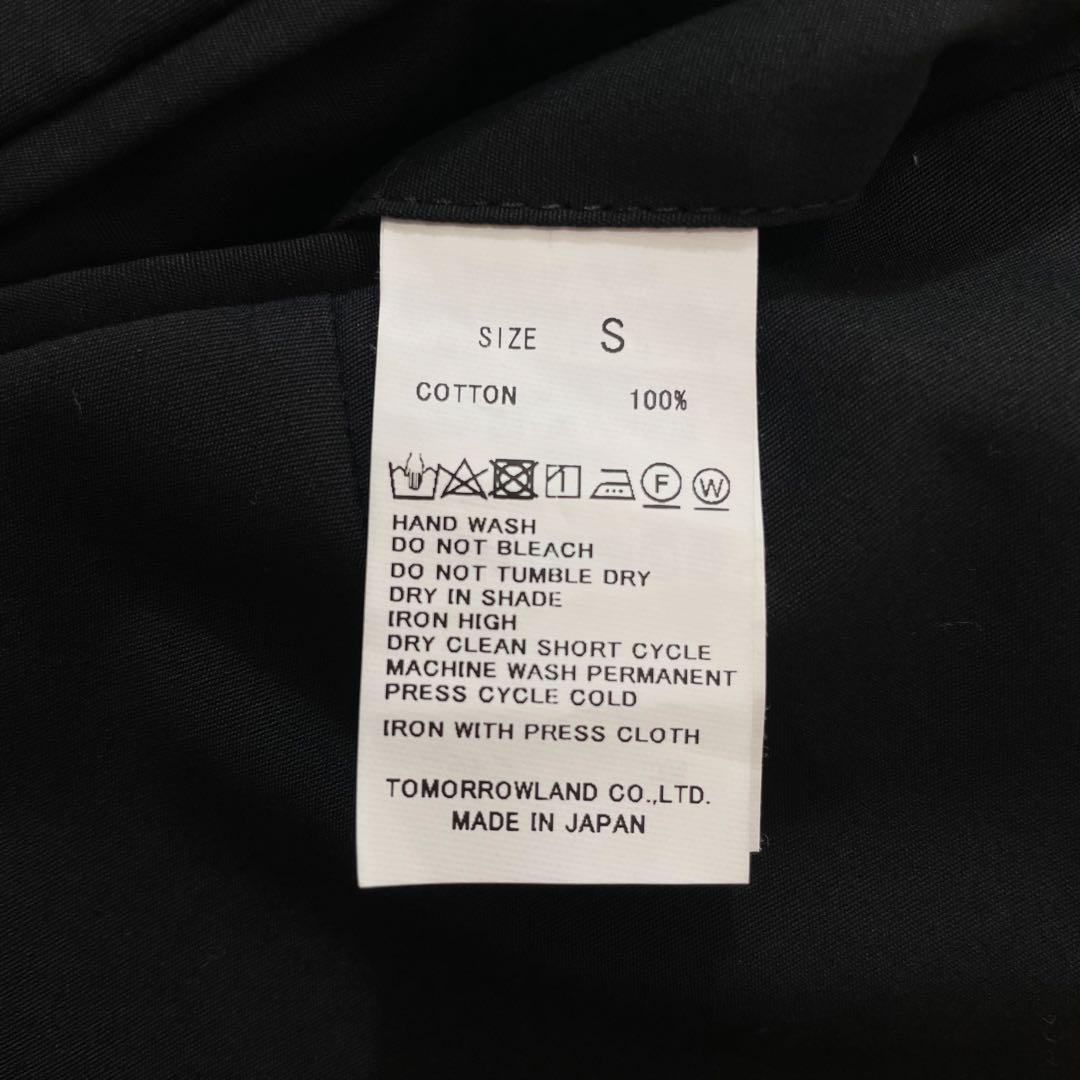 SIZE S
COTTON 100%
F W
HAND WASH
DO NOT BLEACH
DO NOT TUMBLE DRY
DRY IN SHADE
IRON HIGH
DRY CLEAN SHORT CYCLE
MACHINE WASH PERMANENT
PRESS CYCLE COLD
IRON WITH PRESS CLOTH
TOMORROWLAND CO.,LTD.
MADE IN JAPAN